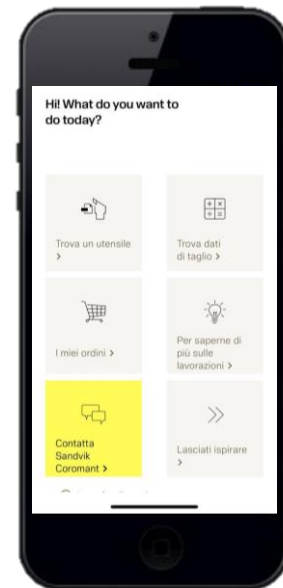 Hi! What do you want to
do today?
Trova un utensile
>
Trova dati
di taglio >
I miei ordini >
Per saperne di
più sulle
lavorazioni >
Contatta
Sandvik
Coromant >
Lasciati ispirare
>